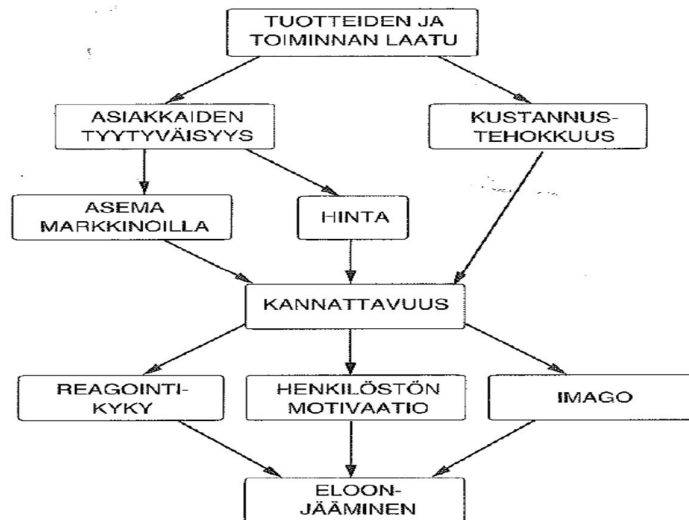 TUOTTEIDEN JA
TOIMINNAN LAATU
ASIAKKAIDEN
TYYTYVÄISYYS
KUSTANNUS-
TEHOKKUUS
ASEMA
MARKKINOILLA
HINTA
KANNATTAVUUS
REAGOINTI-
KYKY
HENKILÖSTÖN
MOTIVAATIO
IMAGO
ELOON-
JÄÄMINEN